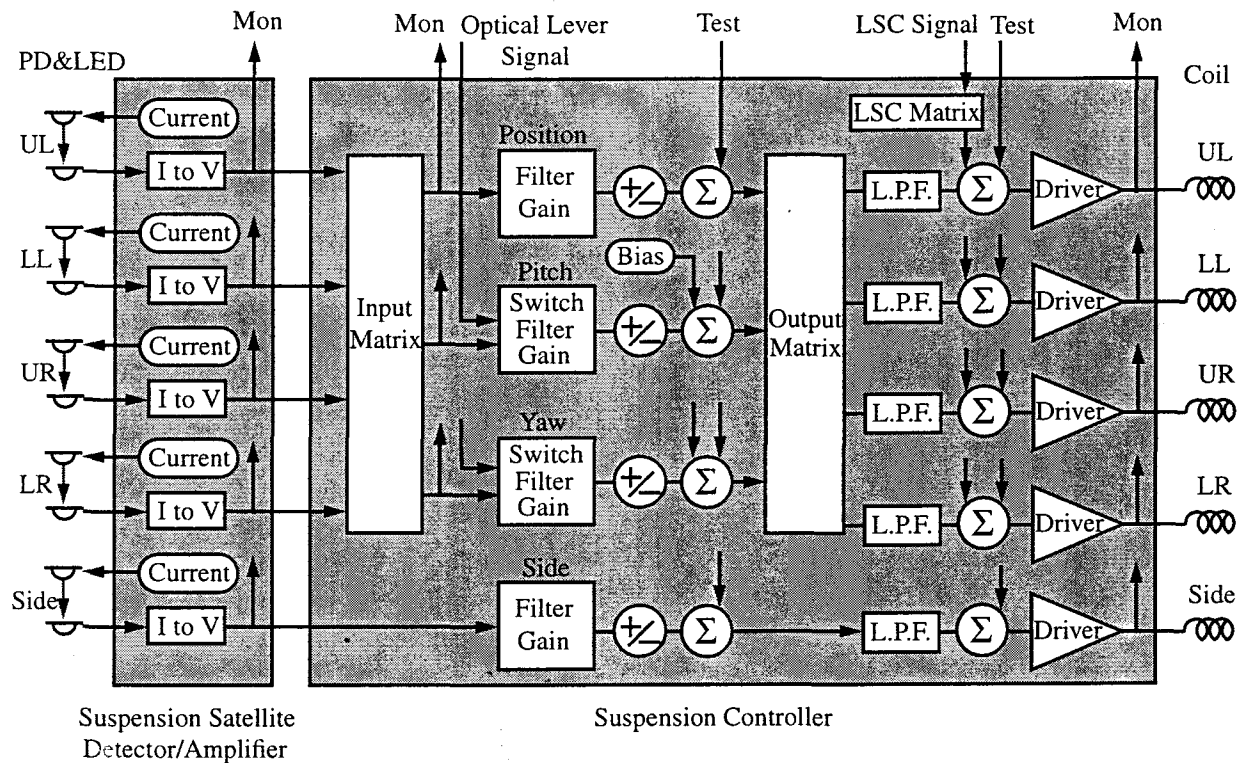 Mon
Mon
Optical Lever
Signal
Test
LSC Signal
Test
Mon
PD&LED
Coil
Current
LSC Matrix
UL
I to V
Position
Filter
Gain
+/−
Σ
L.P.F.
Σ
Driver
UL
Current
LL
I to V
Input
Matrix
Bias
Pitch
Switch
Filter
Gain
+/−
Σ
Output
Matrix
L.P.F.
Σ
Driver
LL
Current
UR
I to V
L.P.F.
Σ
Driver
UR
Current
LR
I to V
Yaw
Switch
Filter
Gain
+/−
Σ
L.P.F.
Σ
Driver
LR
Current
Side
I to V
Side
Filter
Gain
+/−
Σ
L.P.F.
Σ
Driver
Side
Suspension Satellite
Detector/Amplifier
Suspension Controller